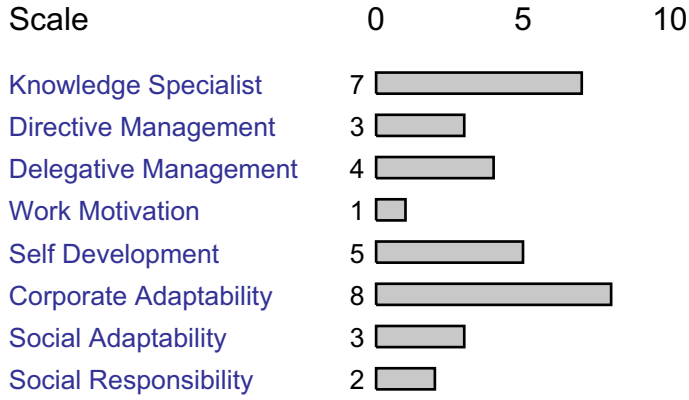 Scale 0 5 10
Knowledge Specialist 7
Directive Management 3
Delegative Management 4
Work Motivation 1
Self Development 5
Corporate Adaptability 8
Social Adaptability 3
Social Responsibility 2